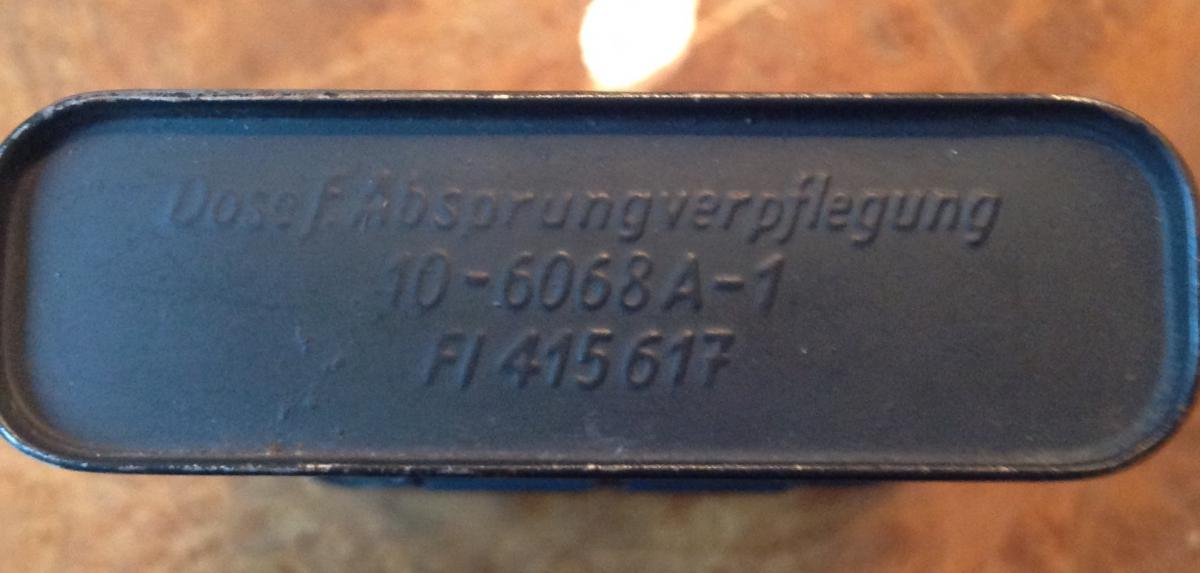 Dose f. Absprungverpflegung
10-6068 A-1
Fl 415 617